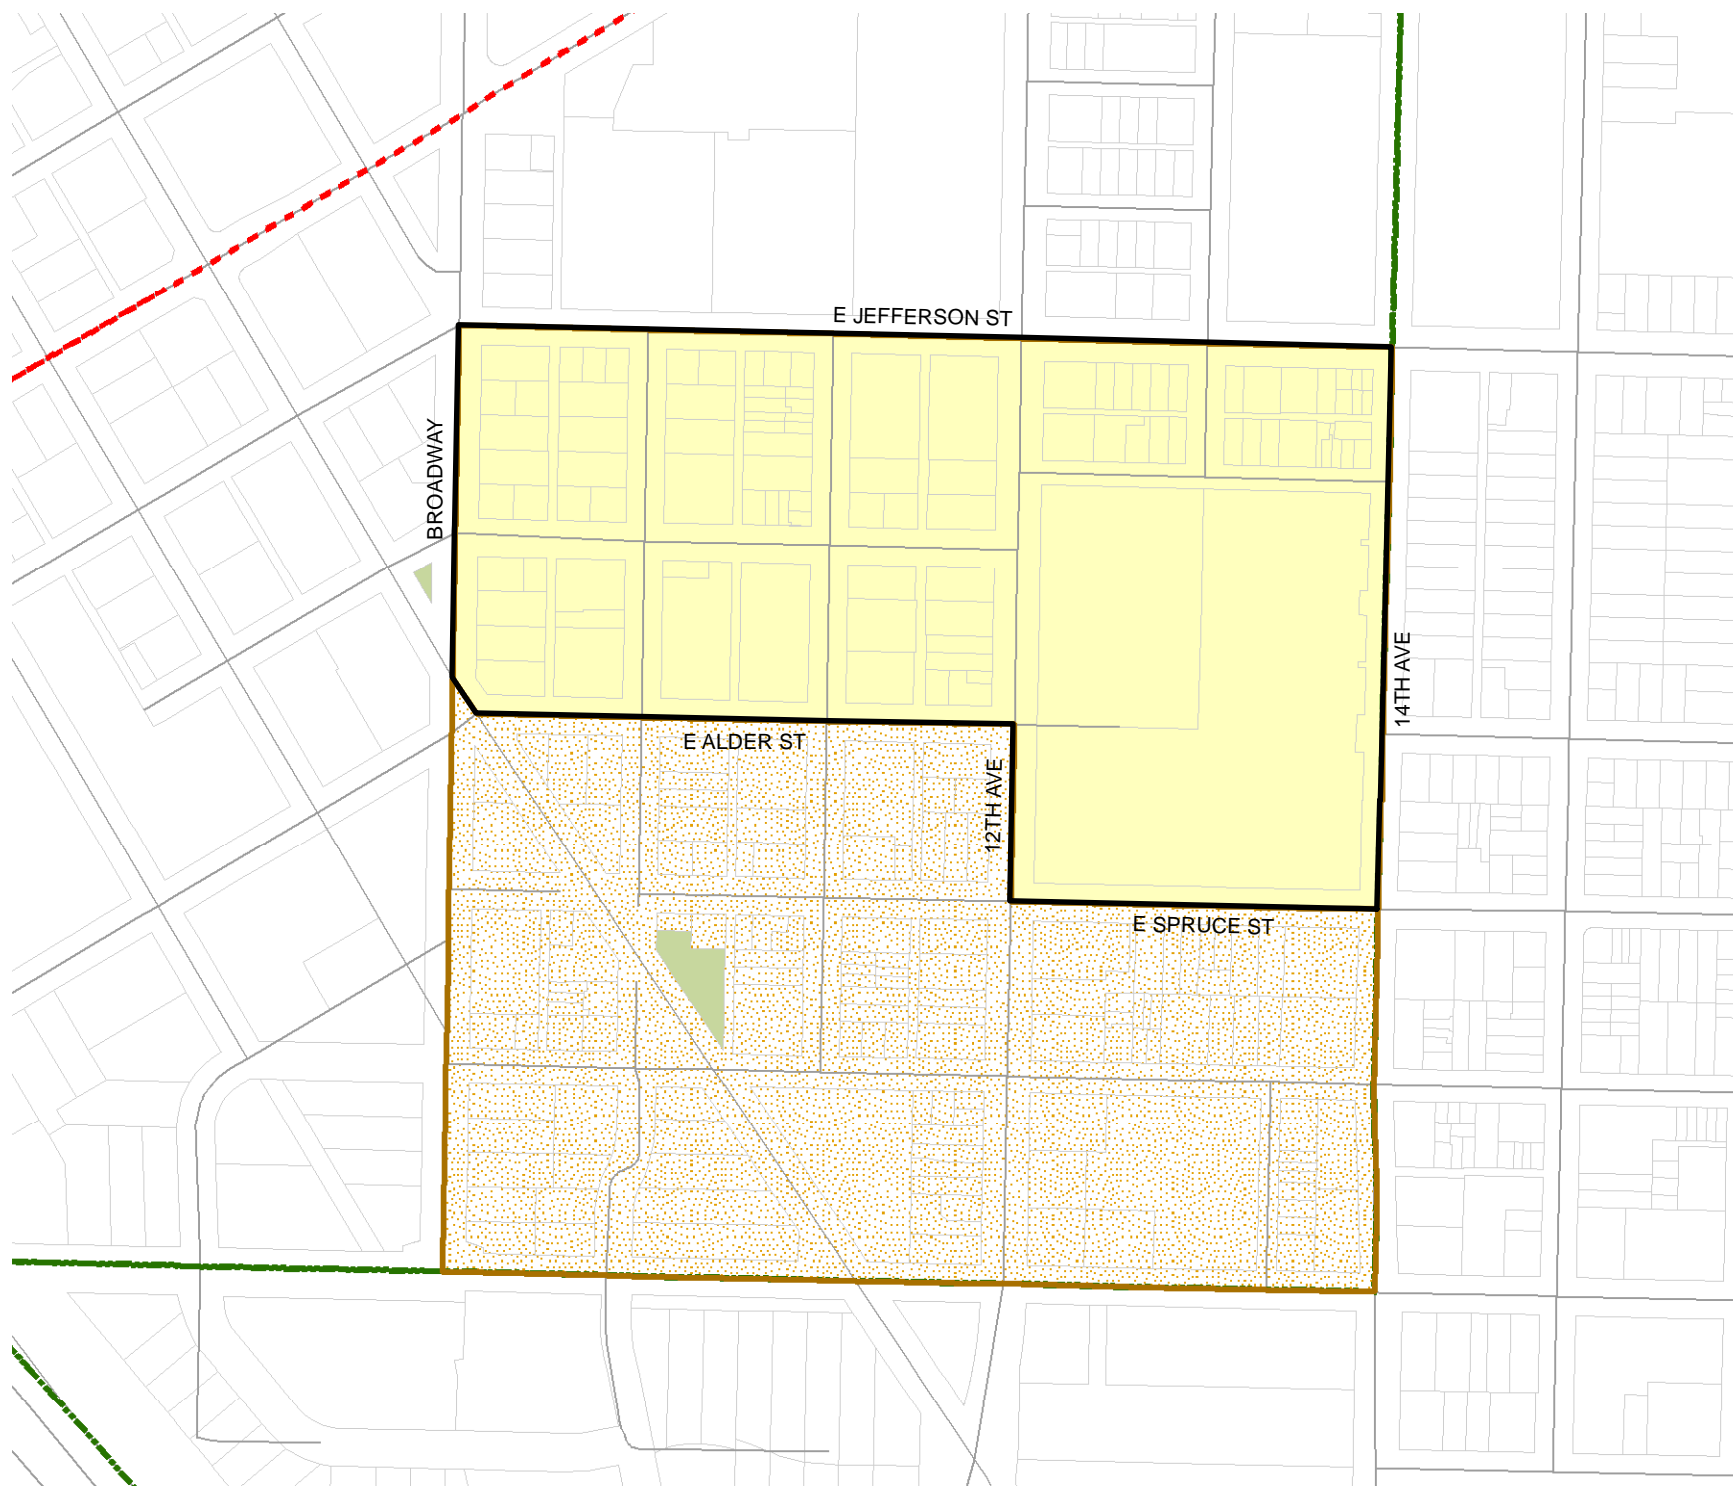 E JEFFERSON ST
BROADWAY
14TH AVE
E ALDER ST
12TH AVE
E SPRUCE ST